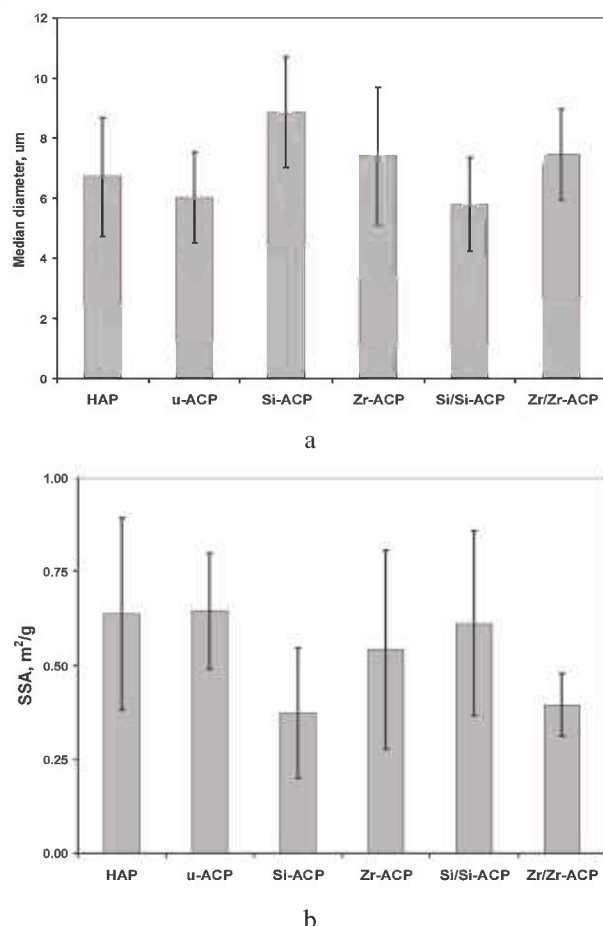 12
10
8
6
4
2
0
Median diameter, um
HAP u-ACP Si-ACP Zr-ACP Si/Si-ACP Zr/Zr-ACP
a
1.00
0.75
0.50
0.25
0.00
SSA, m²/g
HAP u-ACP Si-ACP Zr-ACP Si/Si-ACP Zr/Zr-ACP
b